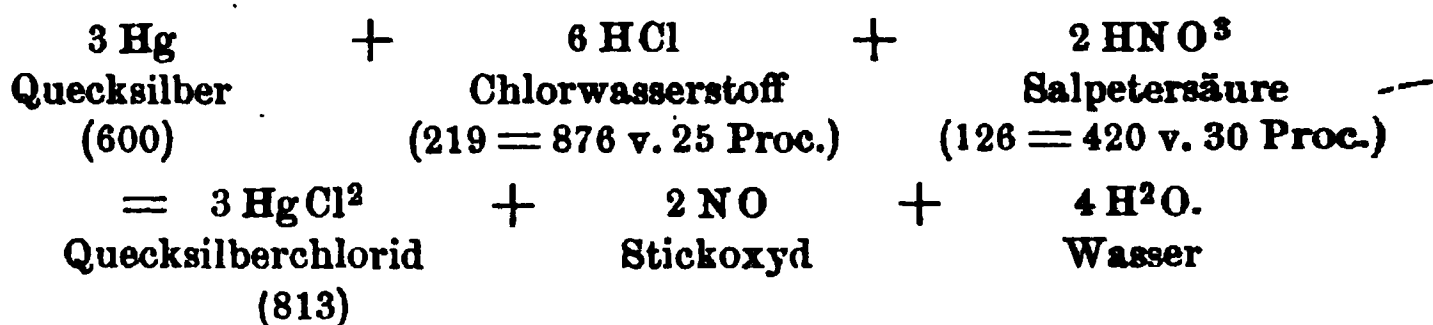 3 Hg + 6 HCl + 2 HNO³
Quecksilber Chlorwasserstoff Salpetersäure
(600) (219 = 876 v. 25 Proc.) (126 = 420 v. 30 Proc.)
= 3 HgCl² + 2 NO + 4 H²O.
Quecksilberchlorid Stickoxyd Wasser
(813)